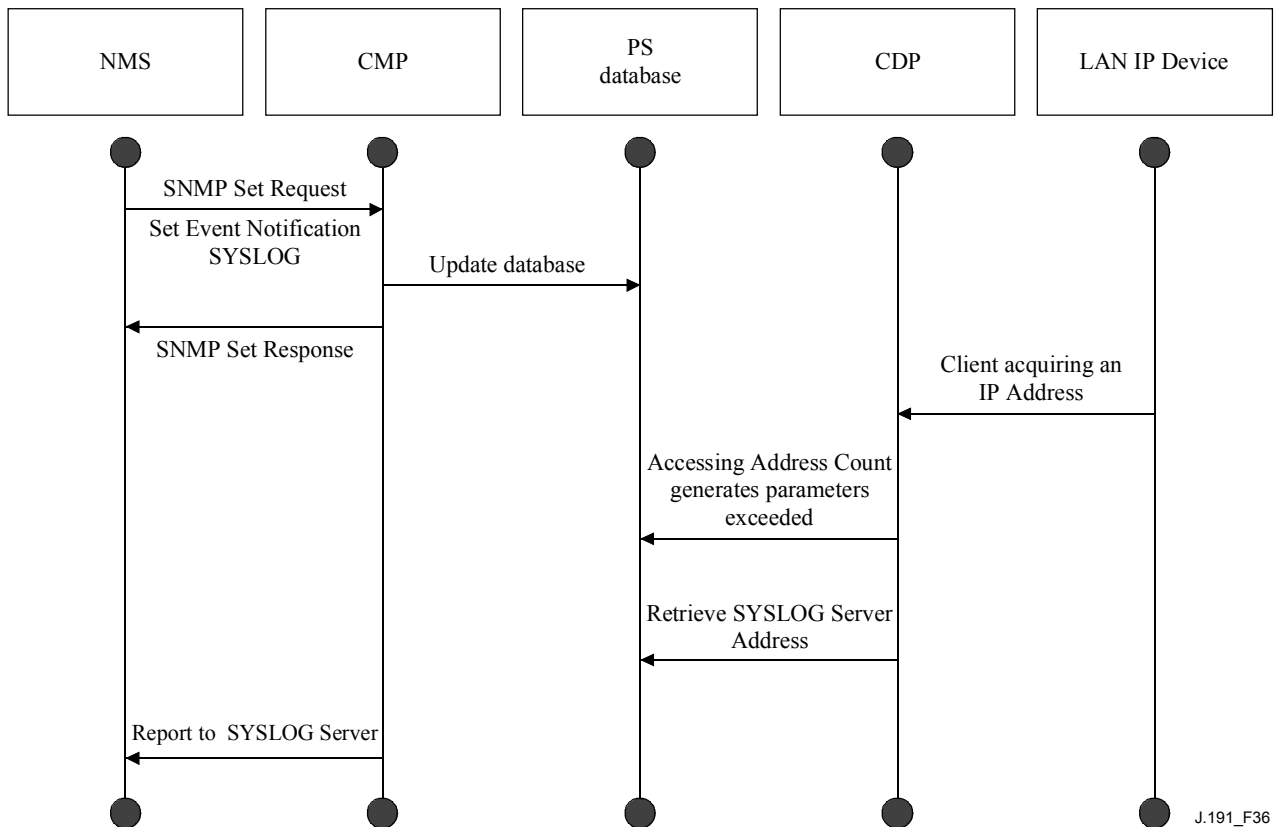 NMS
CMP
PS
database
CDP
LAN IP Device
SNMP Set Request
Set Event Notification
SYSLOG
Update database
SNMP Set Response
Client acquiring an
IP Address
Accessing Address Count
generates parameters
exceeded
Retrieve SYSLOG Server
Address
Report to SYSLOG Server
J.191_F36